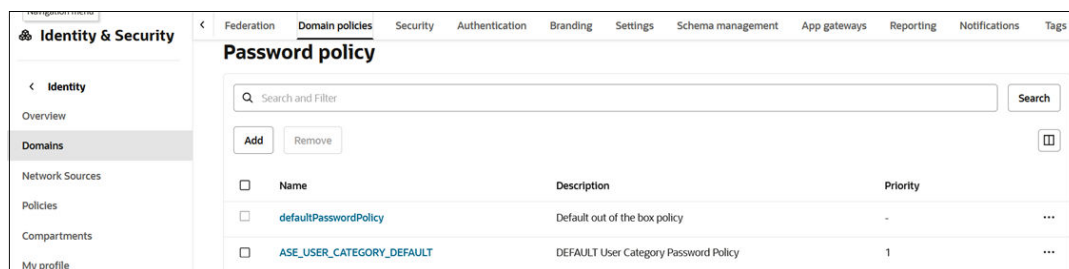 Navigation menu
Identity & Security
Federation Domain policies Security Authentication Branding Settings Schema management App gateways Reporting Notifications Tags
Password policy
Identity
Search and Filter Search
Overview
Add Remove
Domains
Network Sources
Name Description Priority
Policies
defaultPasswordPolicy Default out of the box policy -
Compartments
ASE_USER_CATEGORY_DEFAULT DEFAULT User Category Password Policy 1
My profile